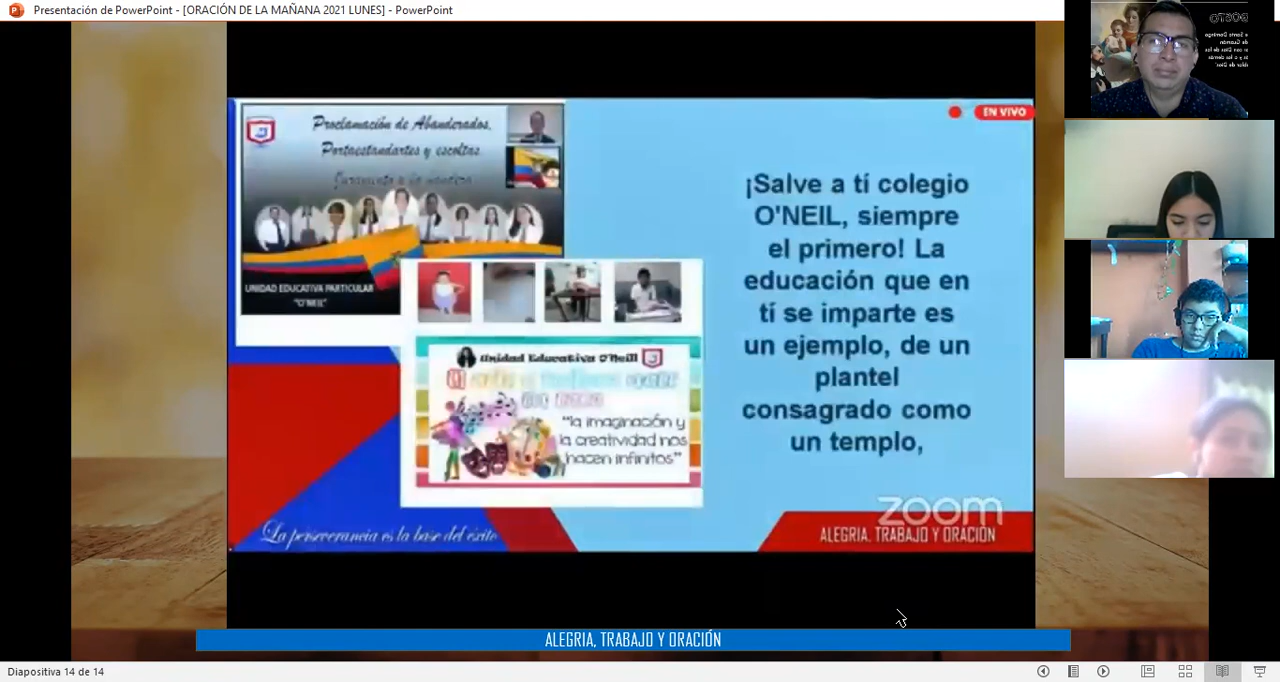 Presentación de PowerPoint - [ORACIÓN DE LA MAÑANA 2021 LUNES] - PowerPoint
EN VIVO
Proclamación de Abanderados,
Portaestandartes y escoltas
Juramento a la bandera
UNIDAD EDUCATIVA PARTICULAR
"O'NEIL"
Unidad Educativa O'Neill
"la imaginación y
la creatividad nos
hacen infinitos"
¡Salve a tí colegio
O'NEIL, siempre
el primero! La
educación que en
tí se imparte es
un ejemplo, de un
plantel
consagrado como
un templo,
La perseverancia es la base del éxito
zoom
ALEGRIA, TRABAJO Y ORACIÓN
ALEGRIA, TRABAJO Y ORACIÓN
Diapositiva 14 de 14